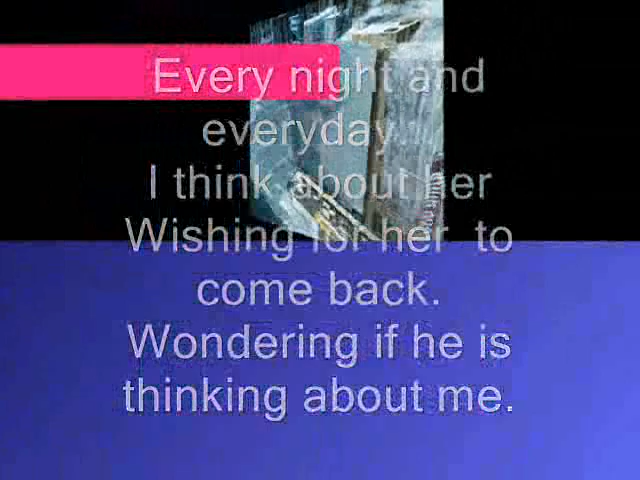 Every night and
everyday
I think about her
Wishing for her to
come back.
Wondering if he is
thinking about me.